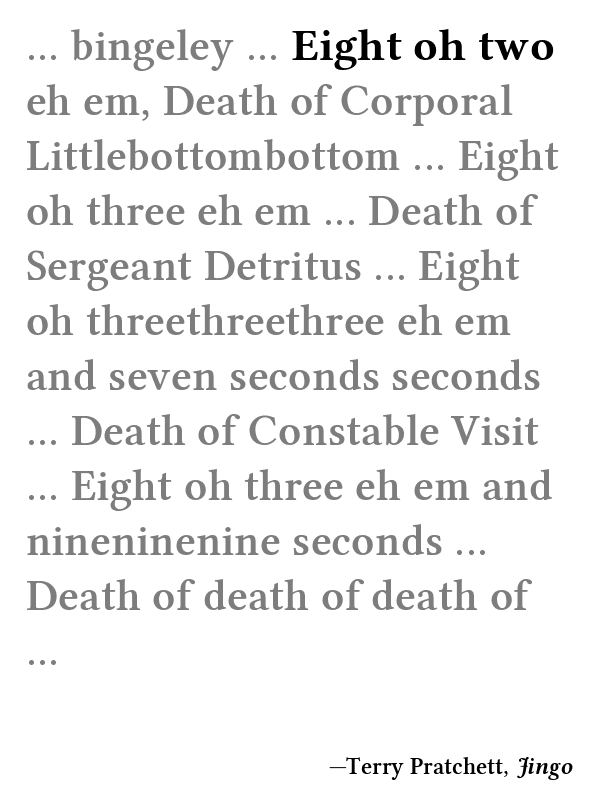 ... bingeley ... Eight oh two
eh em, Death of Corporal
Littlebottombottom ... Eight
oh three eh em ... Death of
Sergeant Detritus ... Eight
oh threethreethree eh em
and seven seconds seconds
... Death of Constable Visit
... Eight oh three eh em and
nineninenine seconds ...
Death of death of death of
...
—Terry Pratchett, Jingo